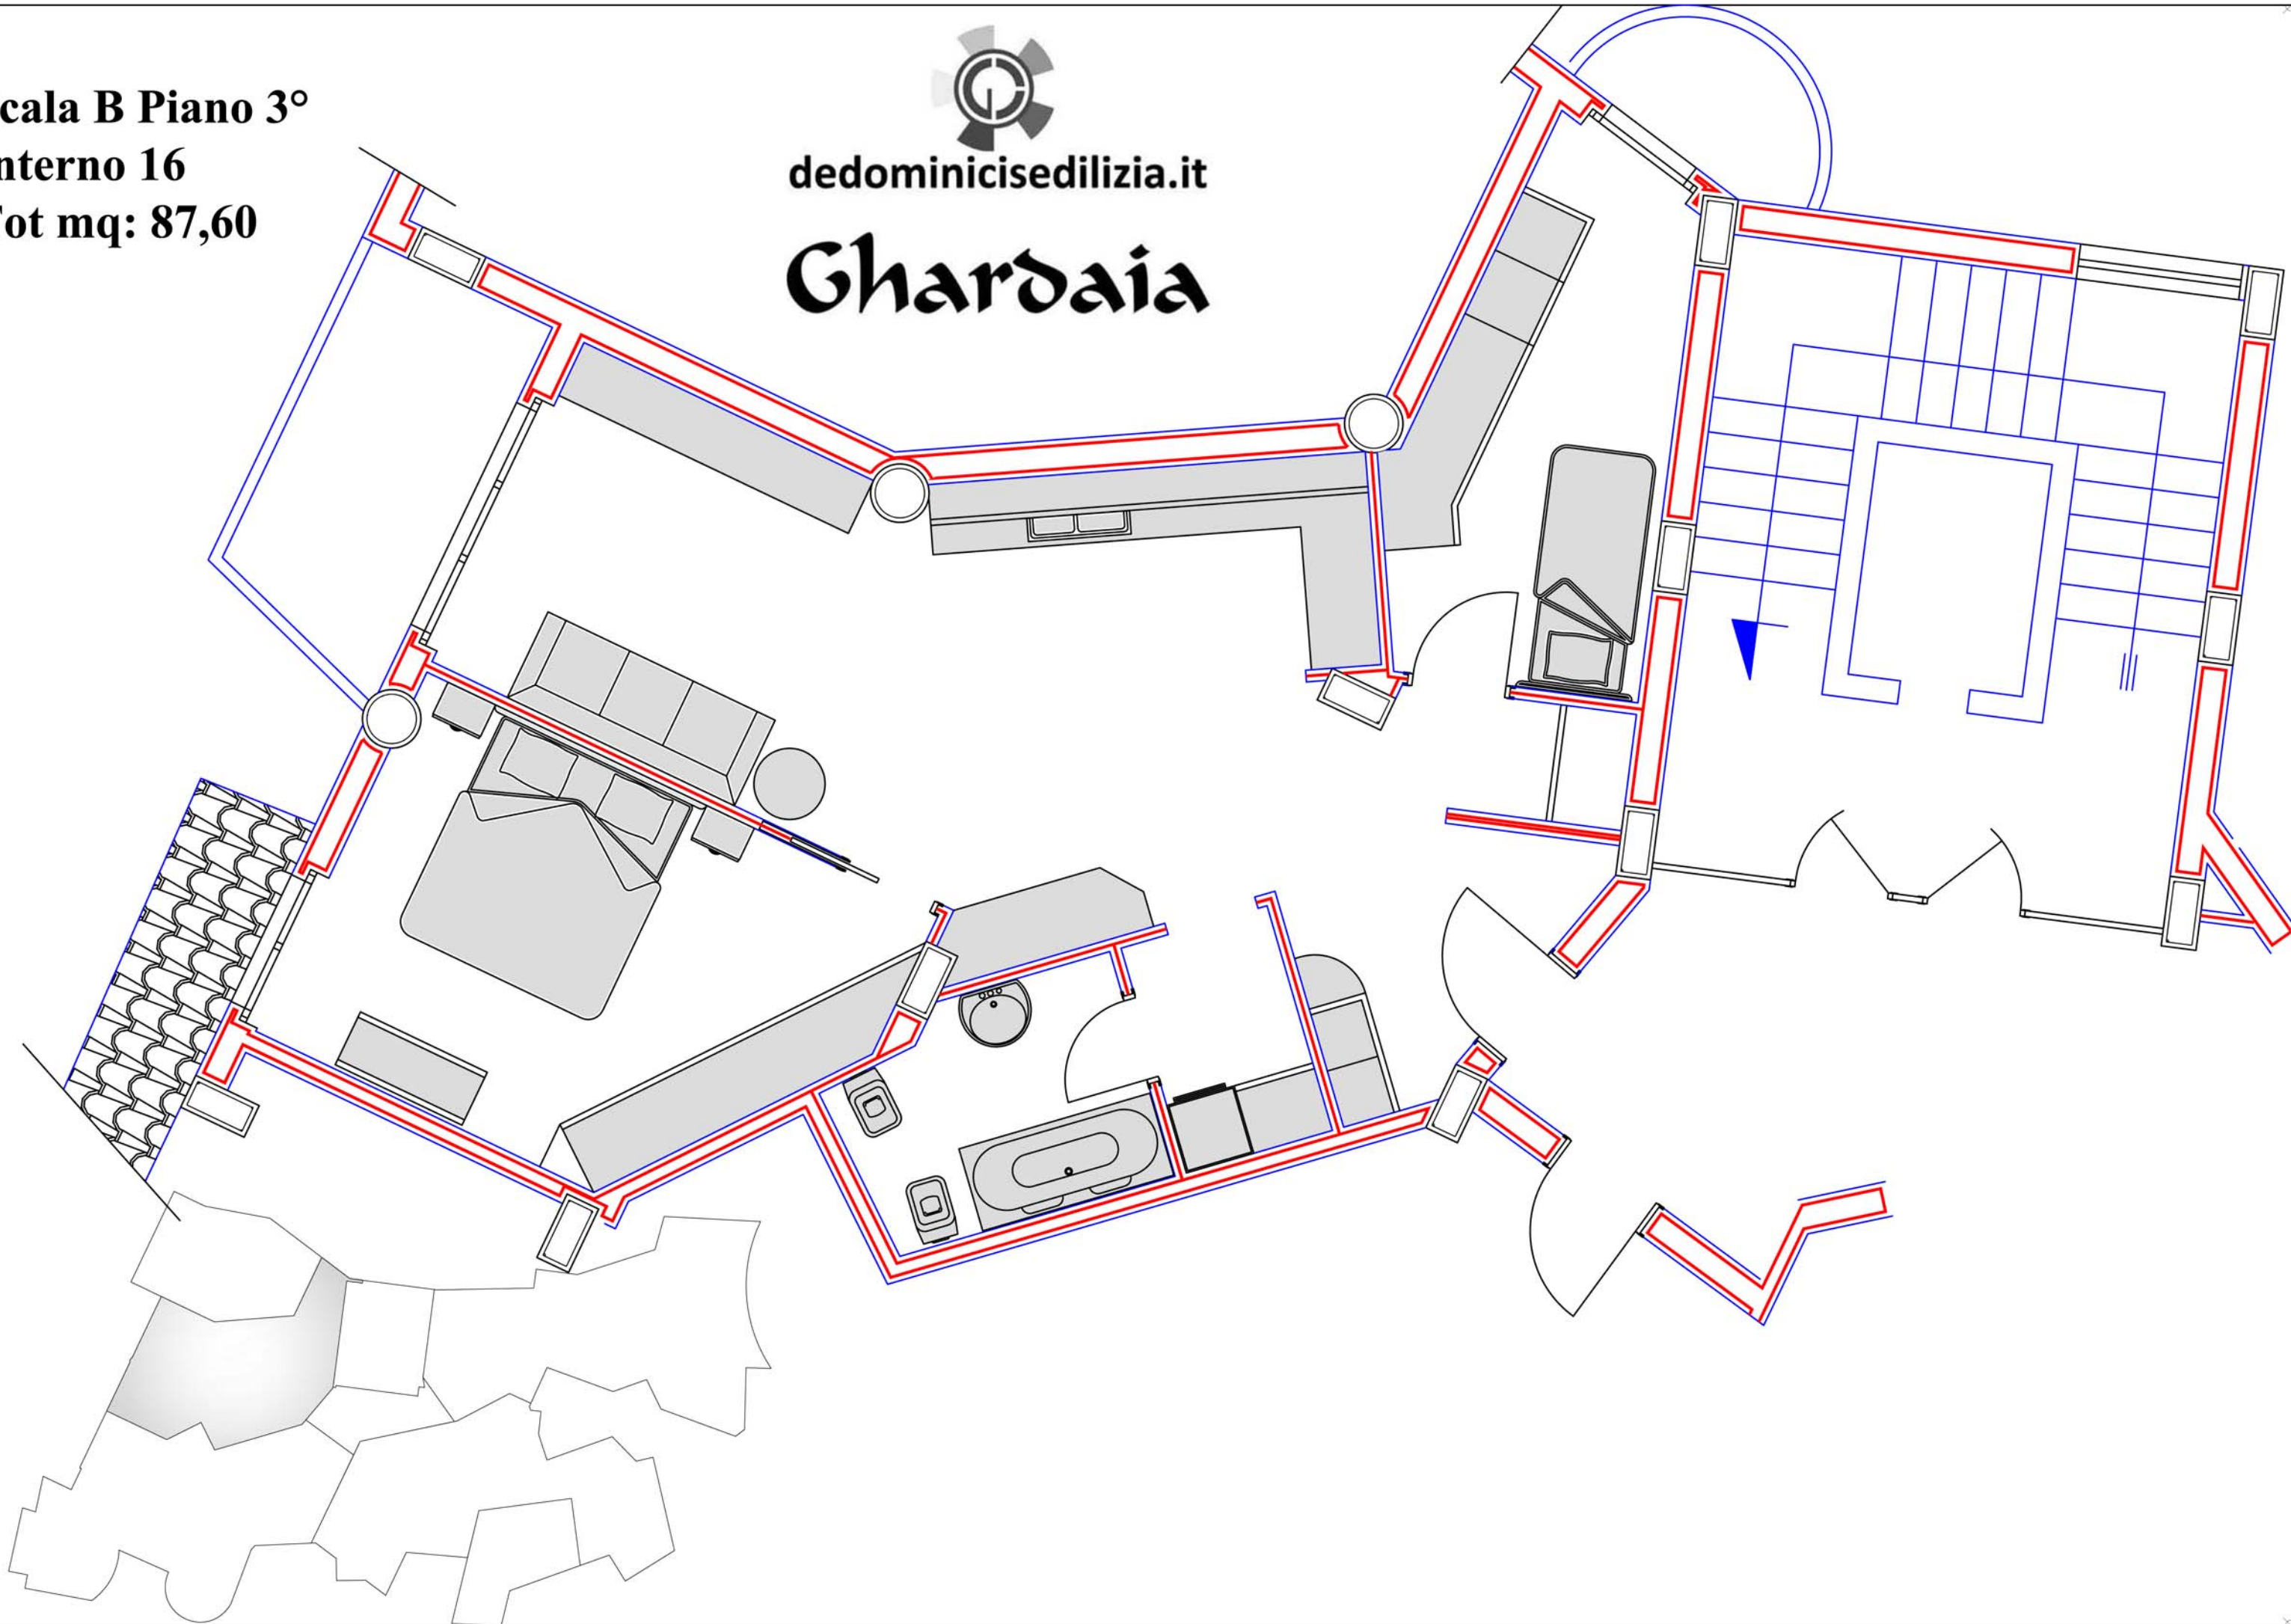 cala B Piano 3°
nterno 16
Tot mq: 87,60
dedominicisedilizia.it
Ghardaia